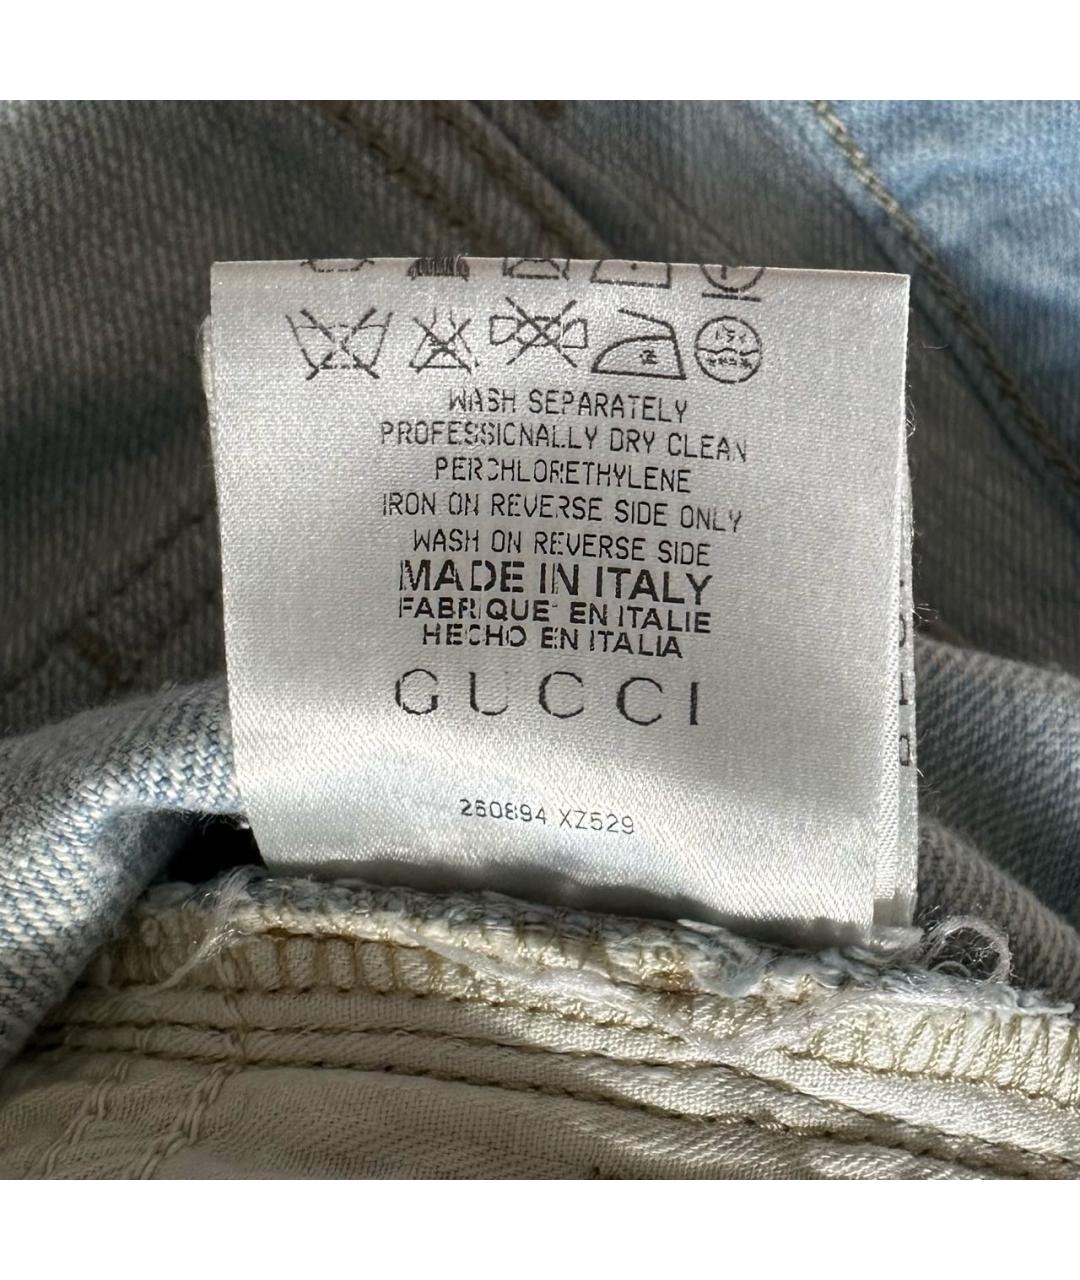 WASH SEPARATELY
PROFESSIONALLY DRY CLEAN
PERCHLORETHYLENE
IRON ON REVERSE SIDE ONLY
WASH ON REVERSE SIDE
MADE IN ITALY
FABRIQUE' EN ITALIE
HECHO EN ITALIA
GUCCI
260894 XZ529